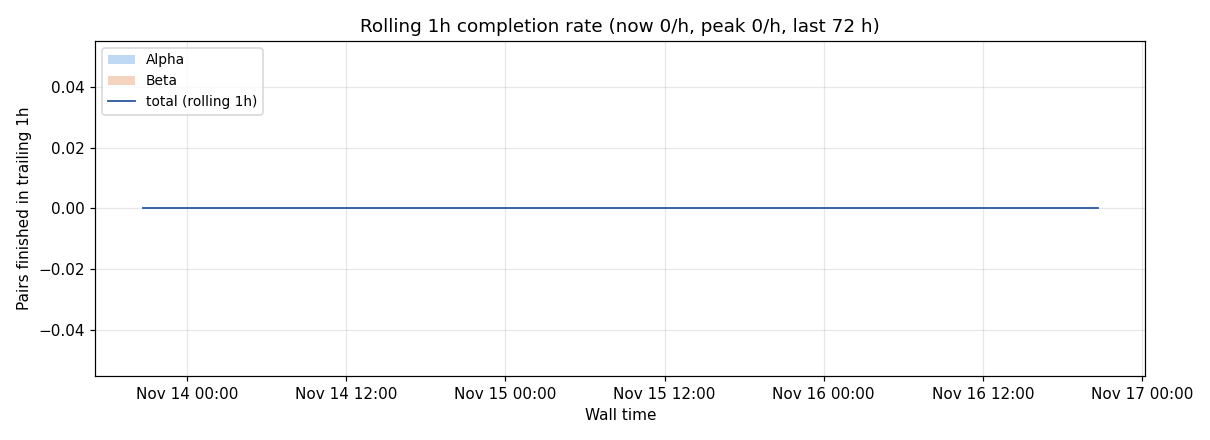 Rolling 1h completion rate (now 0/h, peak 0/h, last 72 h)
Alpha
Beta
total (rolling 1h)
Pairs finished in trailing 1h
0.04
0.02
0.00
−0.02
−0.04
Nov 14 00:00 Nov 14 12:00 Nov 15 00:00 Nov 15 12:00 Nov 16 00:00 Nov 16 12:00 Nov 17 00:00
Wall time